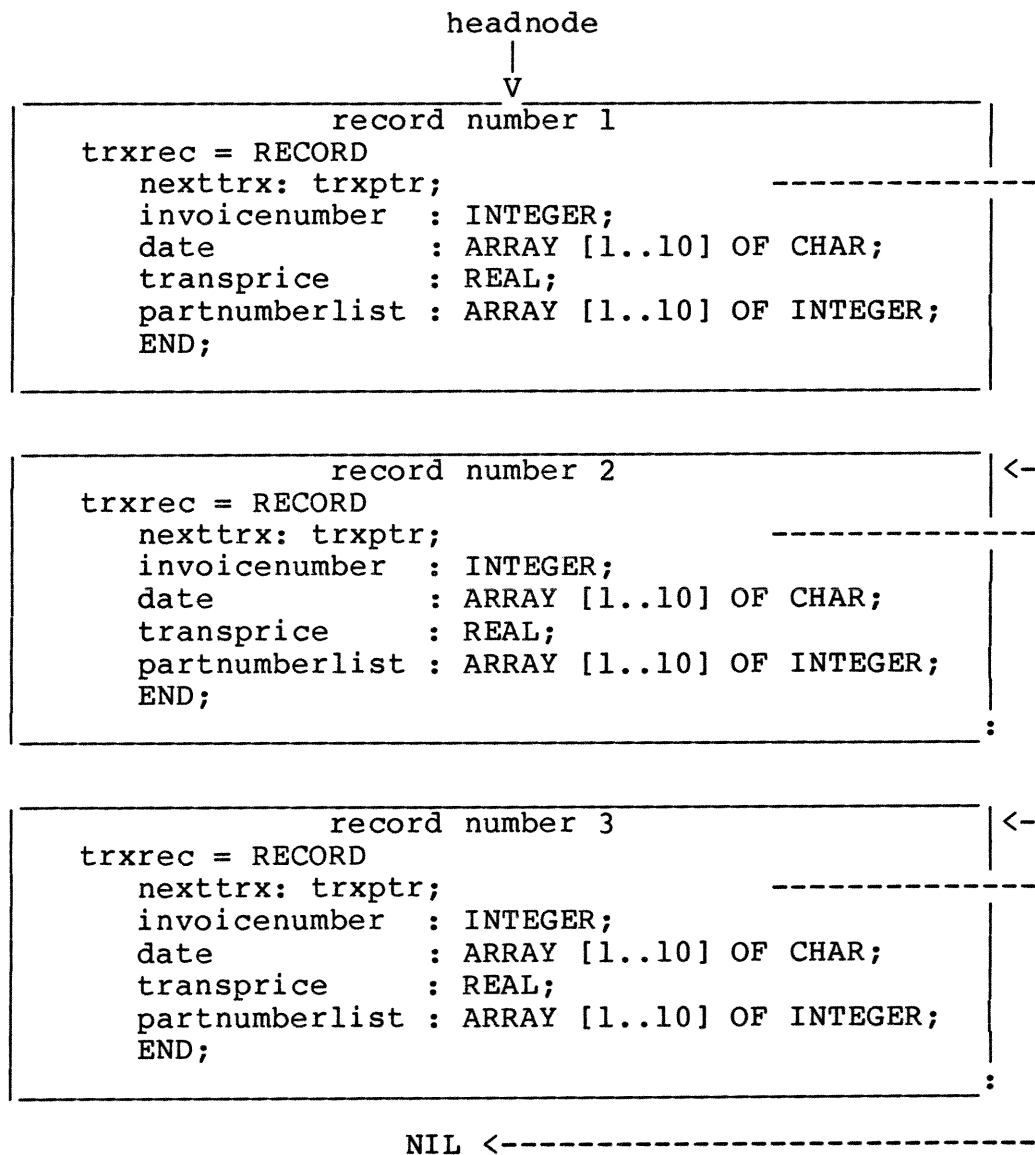 headnode
|
V
record number 1
trxrec = RECORD
nexttrx: trxptr; --------------
invoicenumber : INTEGER;
date : ARRAY [1..10] OF CHAR;
transprice : REAL;
partnumberlist : ARRAY [1..10] OF INTEGER;
END;
record number 2 <-
trxrec = RECORD
nexttrx: trxptr; --------------
invoicenumber : INTEGER;
date : ARRAY [1..10] OF CHAR;
transprice : REAL;
partnumberlist : ARRAY [1..10] OF INTEGER;
END;
:
record number 3 <-
trxrec = RECORD
nexttrx: trxptr; --------------
invoicenumber : INTEGER;
date : ARRAY [1..10] OF CHAR;
transprice : REAL;
partnumberlist : ARRAY [1..10] OF INTEGER;
END;
:
NIL <-----------------------------